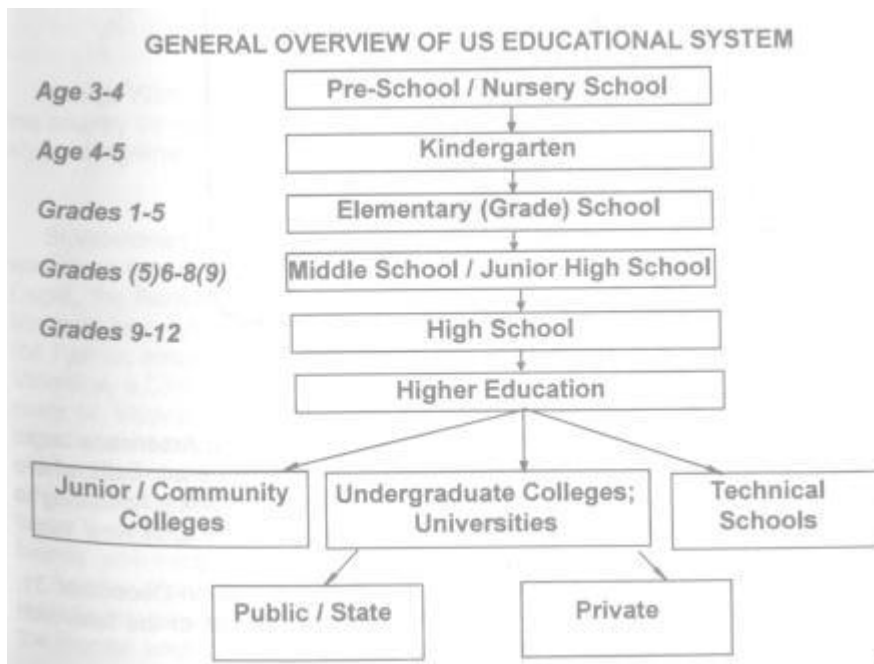 GENERAL OVERVIEW OF US EDUCATIONAL SYSTEM
Age 3-4
Pre-School / Nursery School
Age 4-5
Kindergarten
Grades 1-5
Elementary (Grade) School
Grades (5)6-8(9)
Middle School / Junior High School
Grades 9-12
High School
Higher Education
Junior / Community
Colleges
Undergraduate Colleges;
Universities
Technical
Schools
Public / State
Private